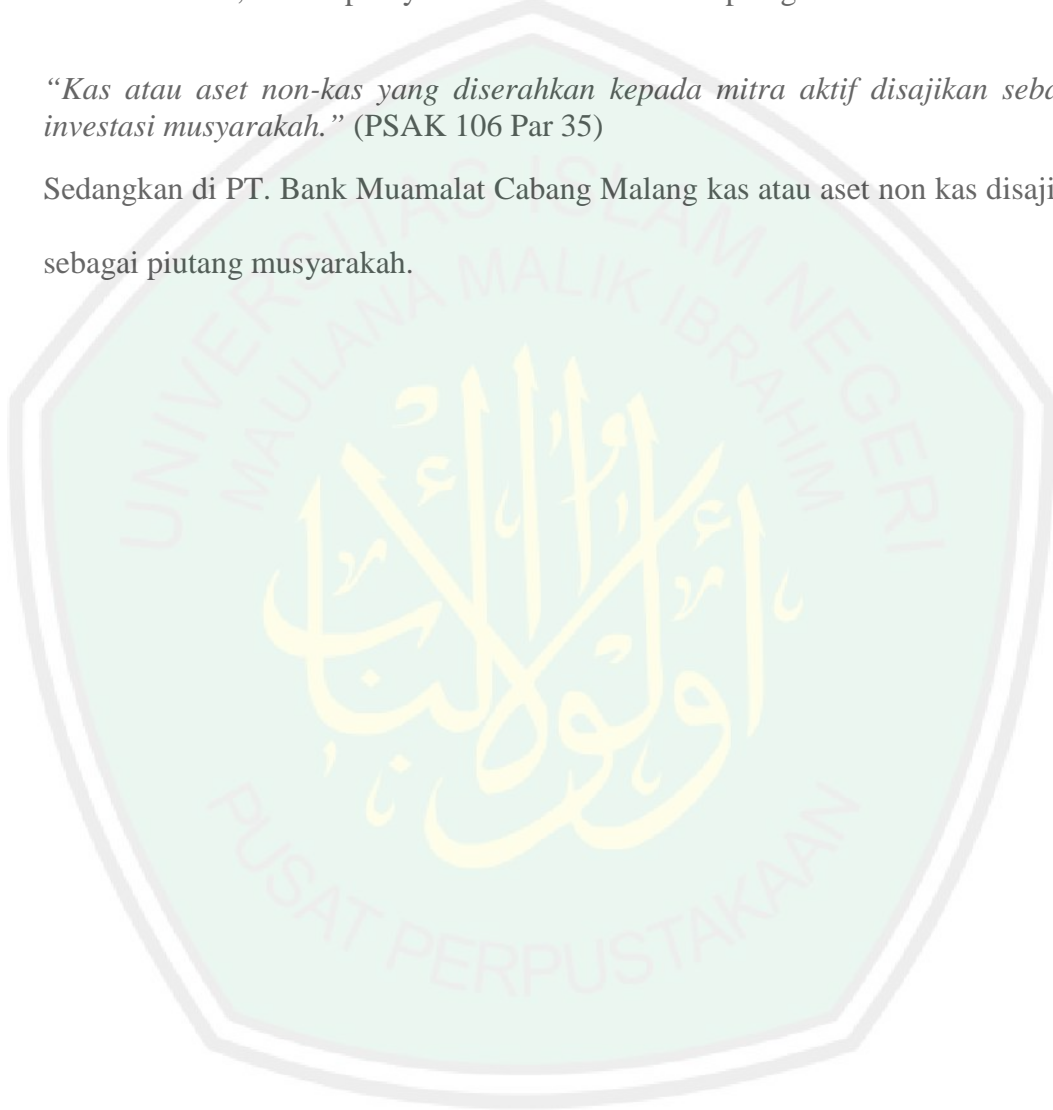 “Kas atau aset non-kas yang diserahkan kepada mitra aktif disajikan
investasi musyarakah.” (PSAK 106 Par 35)
Sedangkan di PT. Bank Muamalat Cabang Malang kas atau aset non kas
sebagai piutang musyarakah.
UNIVERSITAS ISLAM NEGERI
MAULANA MALIK IBRAHIM
أولوا الألباب
PUSAT PERPUSTAKAAN